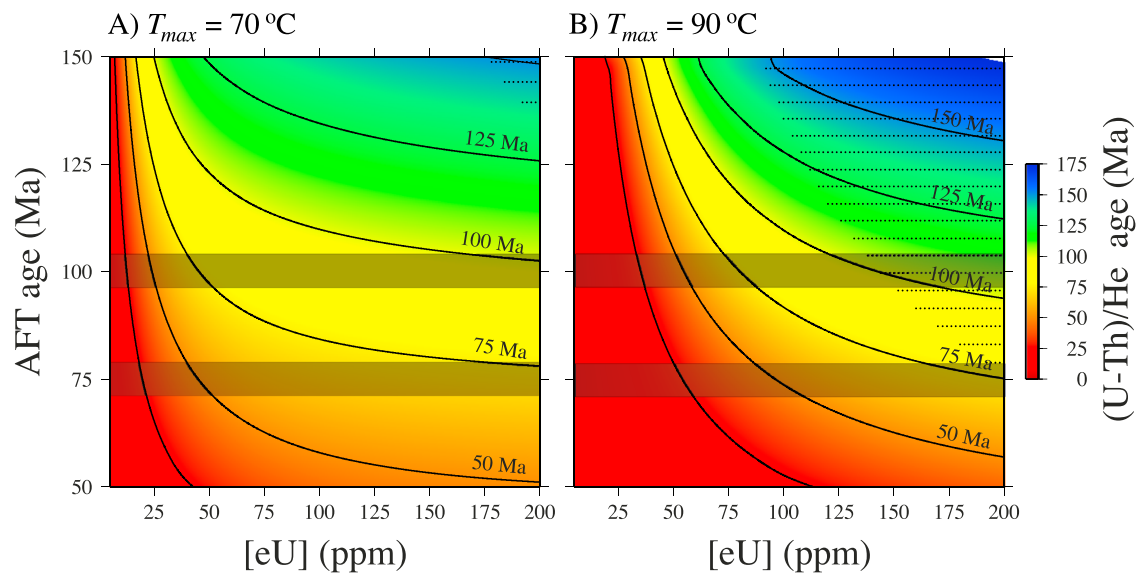 A) Tmax = 70 ºC
B) Tmax = 90 ºC
150
125
100
75
50
AFT age (Ma)
125 Ma
100 Ma
75 Ma
50 Ma
150 Ma
125 Ma
100 Ma
75 Ma
50 Ma
175
150
125
100
75
50
25
0
(U-Th)/He age (Ma)
25 50 75 100 125 150 175 200
25 50 75 100 125 150 175 200
[eU] (ppm)
[eU] (ppm)